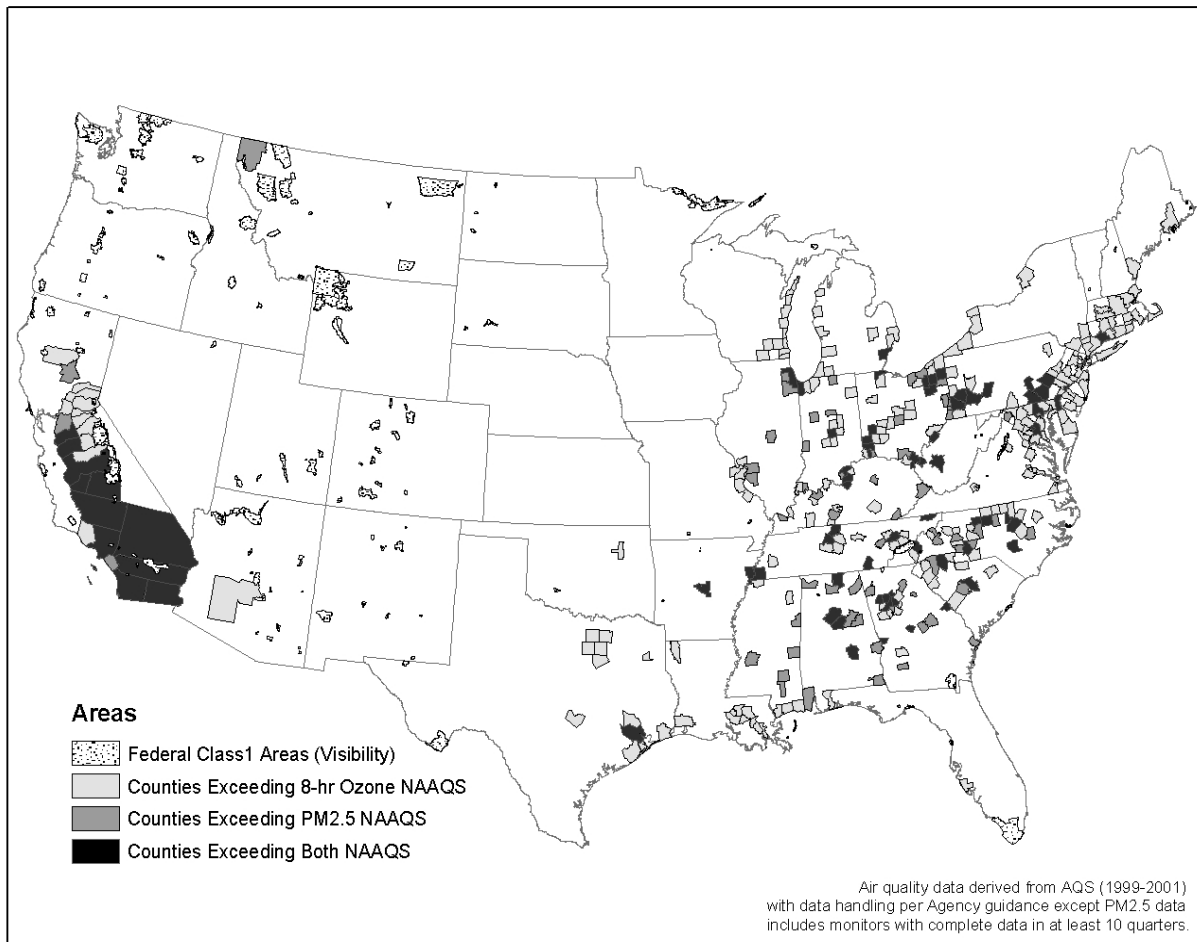 Areas
Federal Class1 Areas (Visibility)
Counties Exceeding 8-hr Ozone NAAQS
Counties Exceeding PM2.5 NAAQS
Counties Exceeding Both NAAQS
Air quality data derived from AQS (1999-2001)
with data handling per Agency guidance except PM2.5 data
includes monitors with complete data in at least 10 quarters.